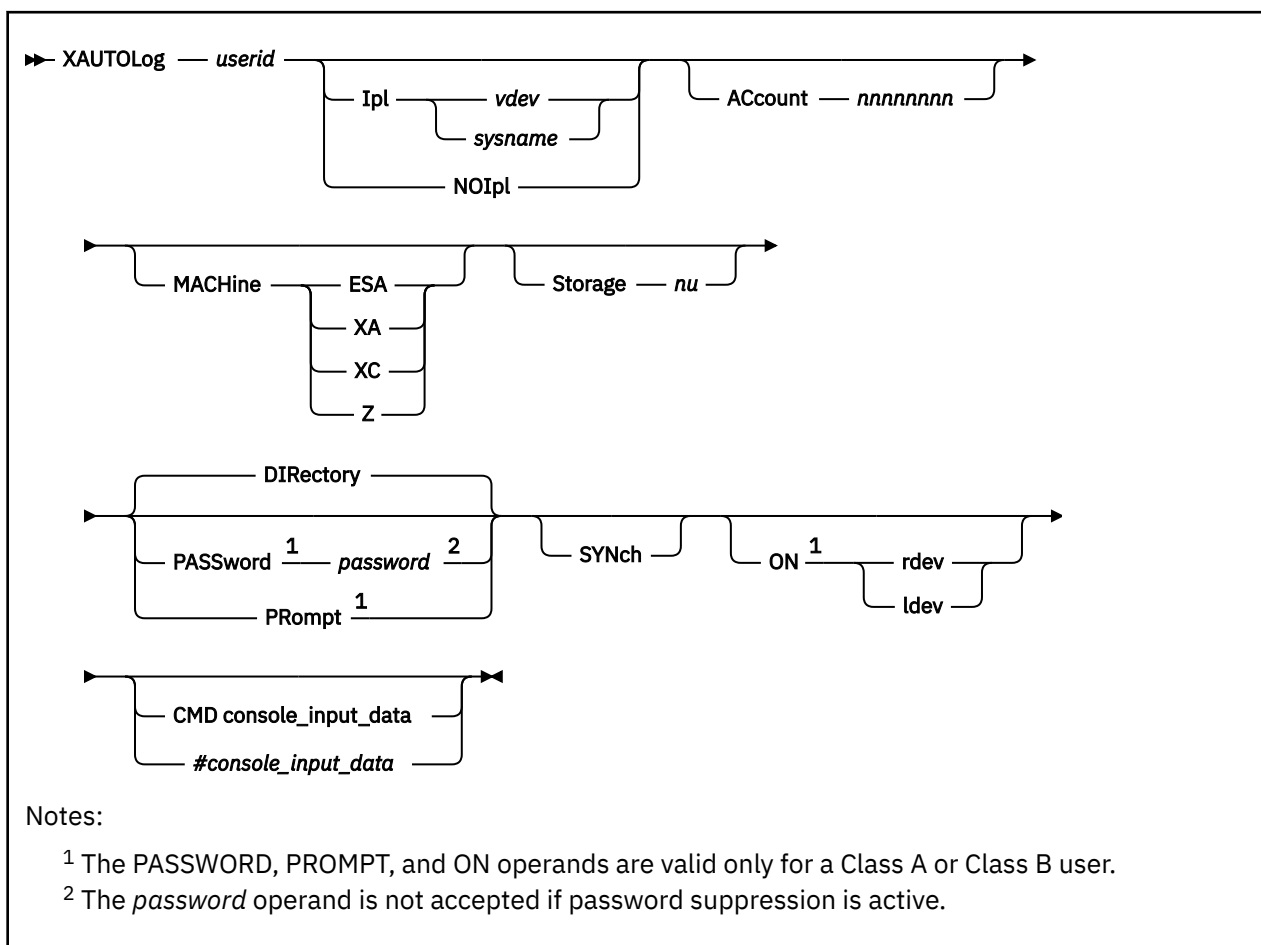 XAUTOLog userid Ipl vdev ACcount nnnnnnnn
sysname
NOIpl
MACHine ESA Storage nu
XA
XC
Z
DIRectory
PASSword 1 password 2 SYNch ON 1 rdev
PRompt 1 ldev
CMD console_input_data
#console_input_data
Notes:
1 The PASSWORD, PROMPT, and ON operands are valid only for a Class A or Class B user.
2 The password operand is not accepted if password suppression is active.